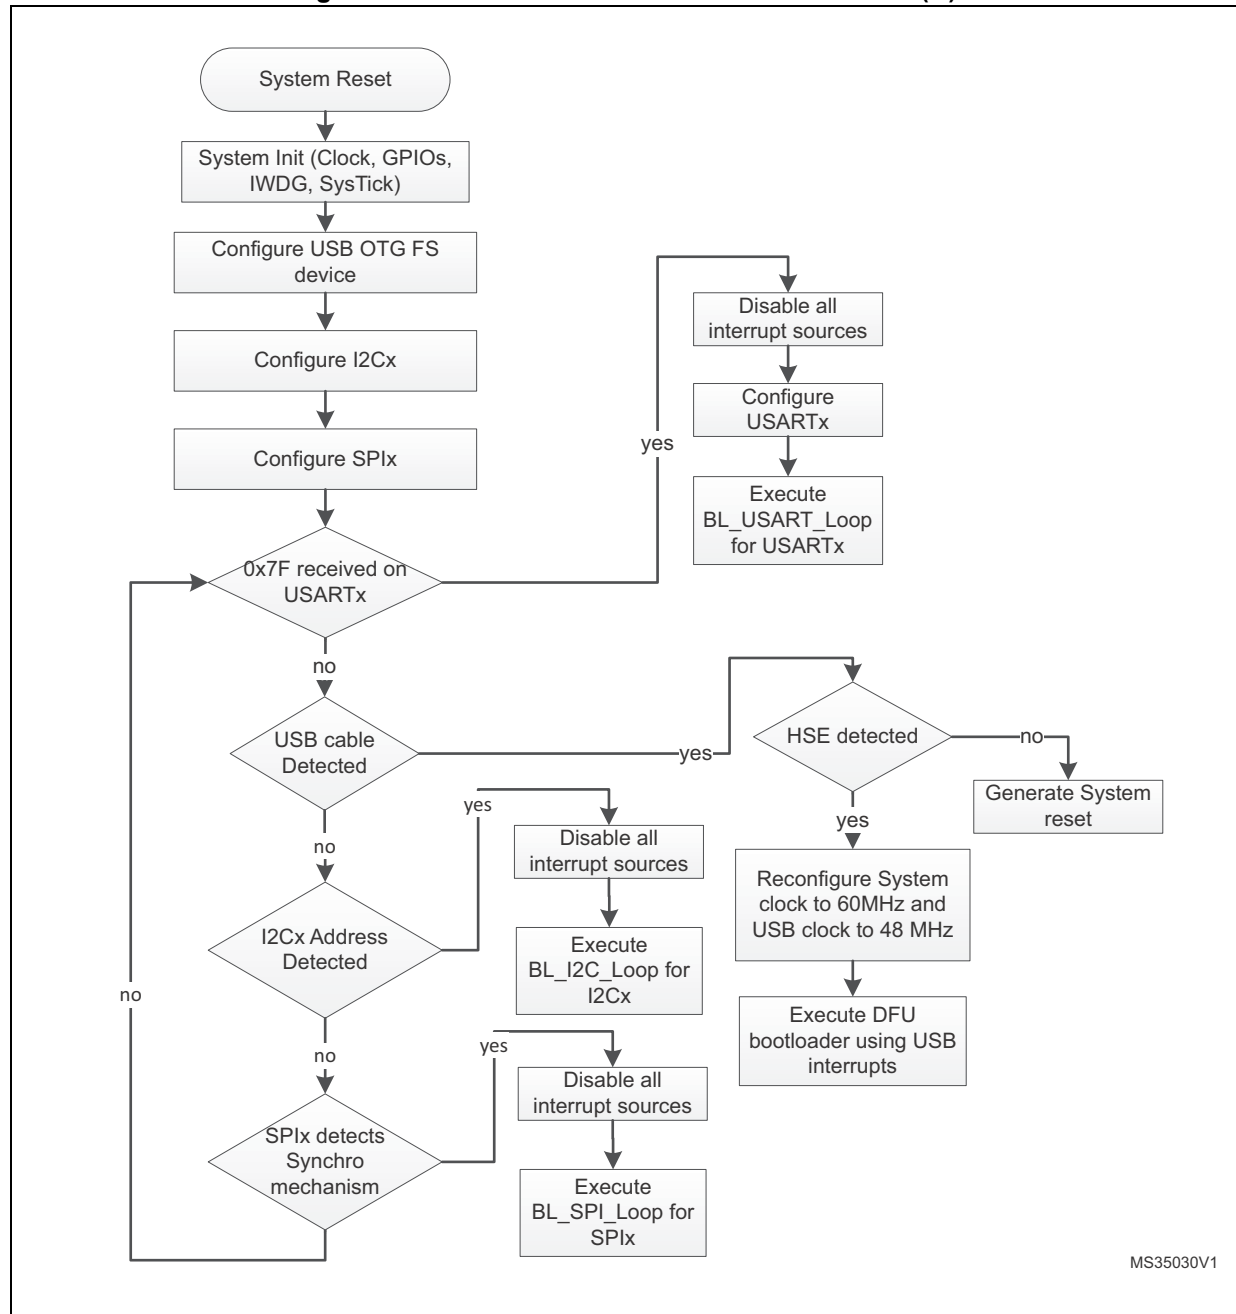 System Reset
System Init (Clock, GPIOs,
IWDG, SysTick)
Configure USB OTG FS
device
Configure I2Cx
Configure SPIx
0x7F received on
USARTx
yes
Disable all
interrupt sources
Configure
USARTx
Execute
BL_USART_Loop
for USARTx
no
USB cable
Detected
yes
HSE detected
no
Generate System
reset
yes
Reconfigure System
clock to 60MHz and
USB clock to 48 MHz
Execute DFU
bootloader using USB
interrupts
no
I2Cx Address
Detected
yes
Disable all
interrupt sources
Execute
BL_I2C_Loop for
I2Cx
no
SPIx detects
Synchro
mechanism
yes
Disable all
interrupt sources
Execute
BL_SPI_Loop for
SPIx
no
MS35030V1